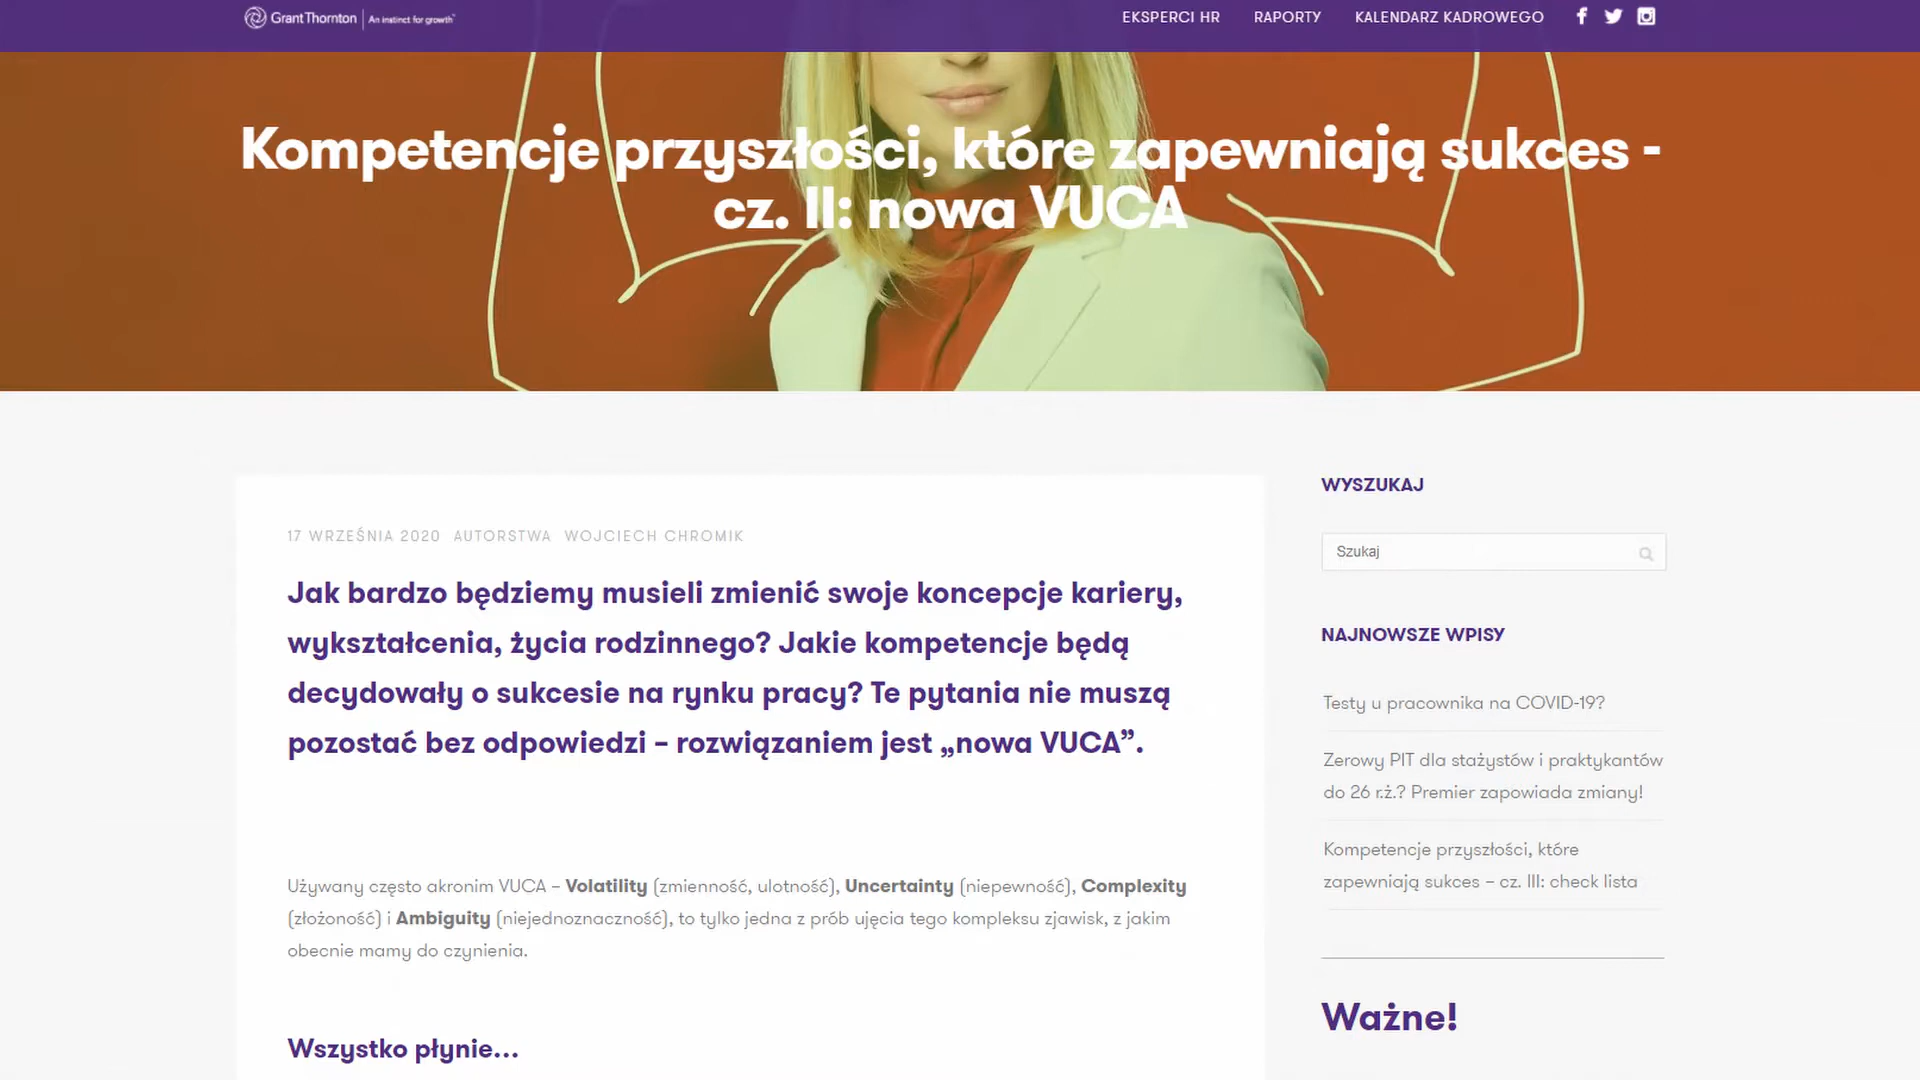 Grant Thornton | An instinct for growth™
EKSPERCI HR RAPORTY KALENDARZ KADROWEGO
Kompetencje przyszłości, które zapewniają sukces -
cz. II: nowa VUCA
17 WRZEŚNIA 2020 AUTORSTWA WOJCIECH CHROMIK
Jak bardzo będziemy musieli zmienić swoje koncepcje kariery,
wykształcenia, życia rodzinnego? Jakie kompetencje będą
decydowały o sukcesie na rynku pracy? Te pytania nie muszą
pozostać bez odpowiedzi – rozwiązaniem jest „nowa VUCA”.
Używany często akronim VUCA – Volatility (zmienność, ulotność), Uncertainty (niepewność), Complexity
(złożoność) i Ambiguity (niejednoznaczność), to tylko jedna z prób ujęcia tego kompleksu zjawisk, z jakim
obecnie mamy do czynienia.
Wszystko płynie…
WYSZUKAJ
Szukaj
NAJNOWSZE WPISY
Testy u pracownika na COVID-19?
Zerowy PIT dla stażystów i praktykantów
do 26 r.ż.? Premier zapowiada zmiany!
Kompetencje przyszłości, które
zapewniają sukces – cz. III: check lista
Ważne!